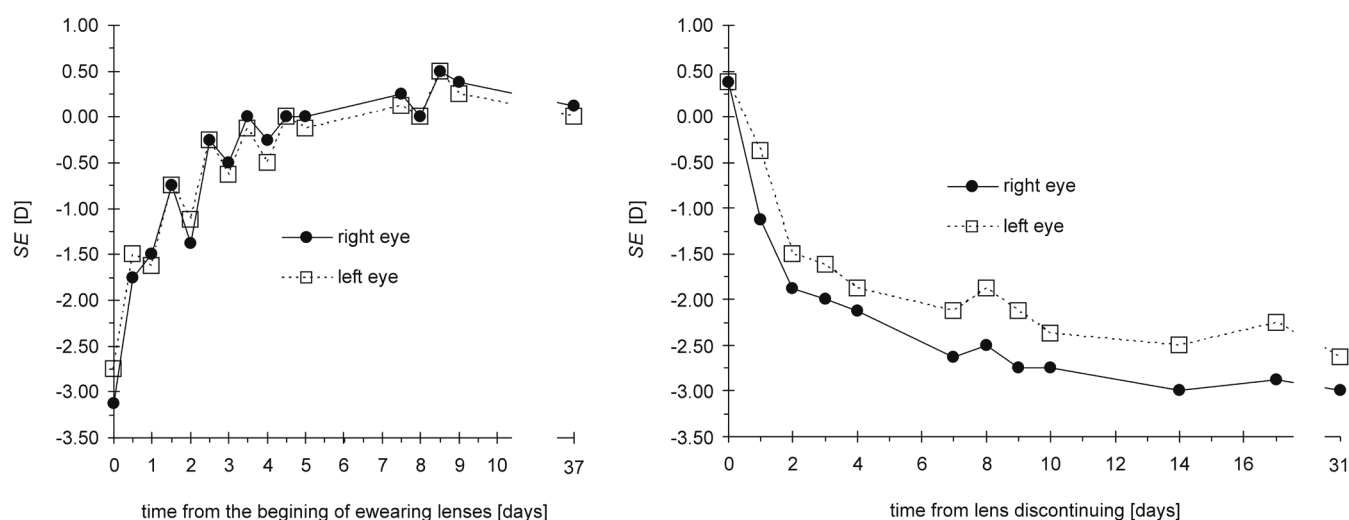 1.00
0.50
0.00
-0.50
-1.00
-1.50
-2.00
-2.50
-3.00
-3.50
SE [D]
right eye
left eye
0 1 2 3 4 5 6 7 8 9 10 37
time from the begining of ewearing lenses [days]
1.00
0.50
0.00
-0.50
-1.00
-1.50
-2.00
-2.50
-3.00
-3.50
SE [D]
right eye
left eye
0 2 4 6 8 10 12 14 16 31
time from lens discontinuing [days]